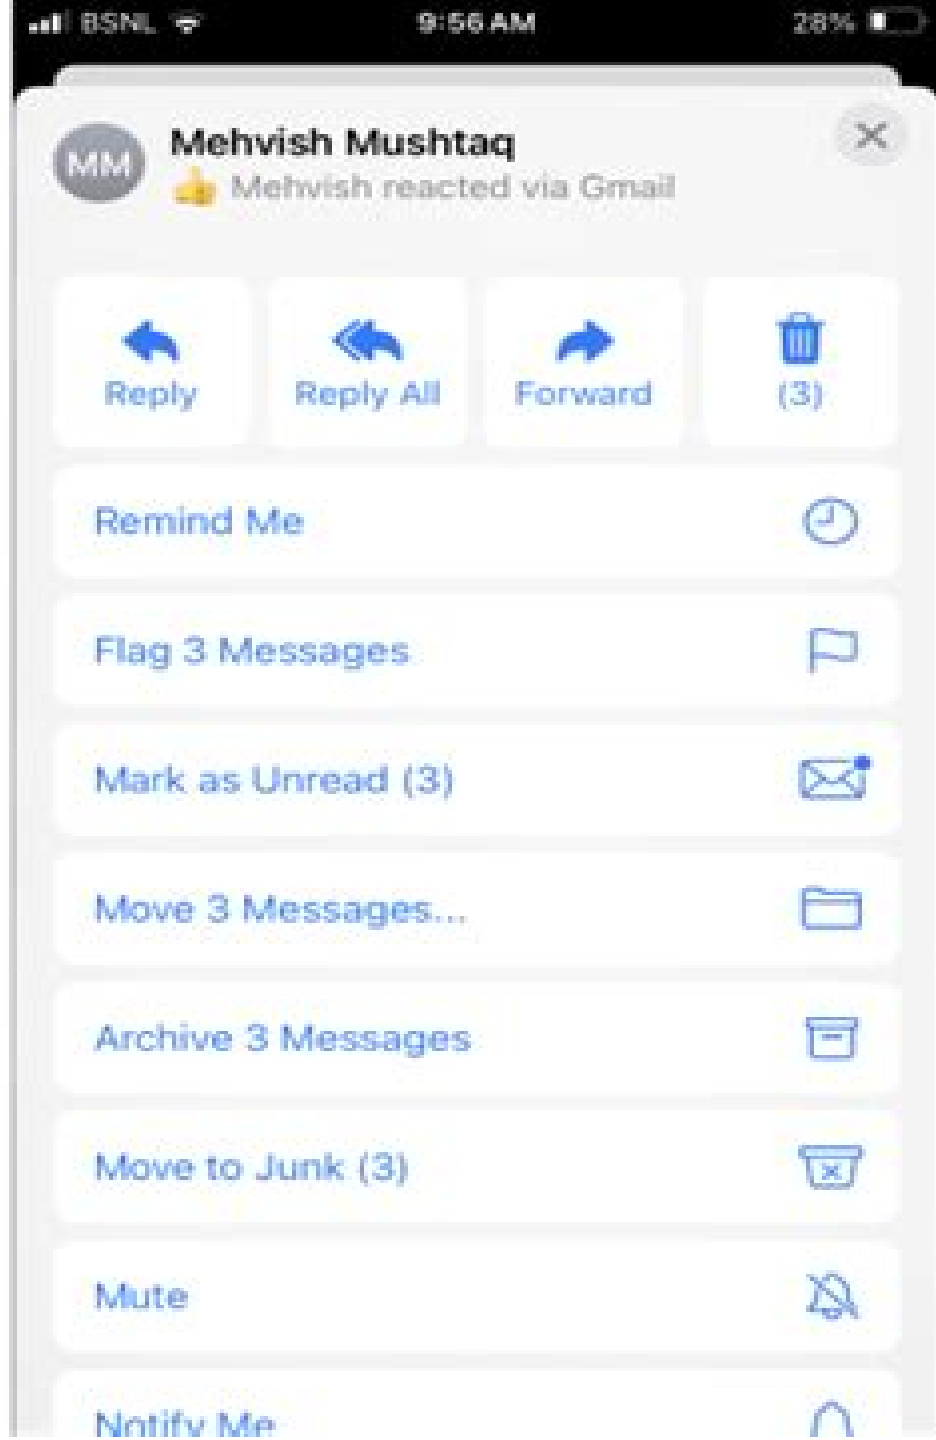 BSNL 9:56 AM 28%
MM
Mehvish Mushtaq
👍 Mehvish reacted via Gmail
Reply Reply All Forward (3)
Remind Me
Flag 3 Messages
Mark as Unread (3)
Move 3 Messages...
Archive 3 Messages
Move to Junk (3)
Mute
Notify Me